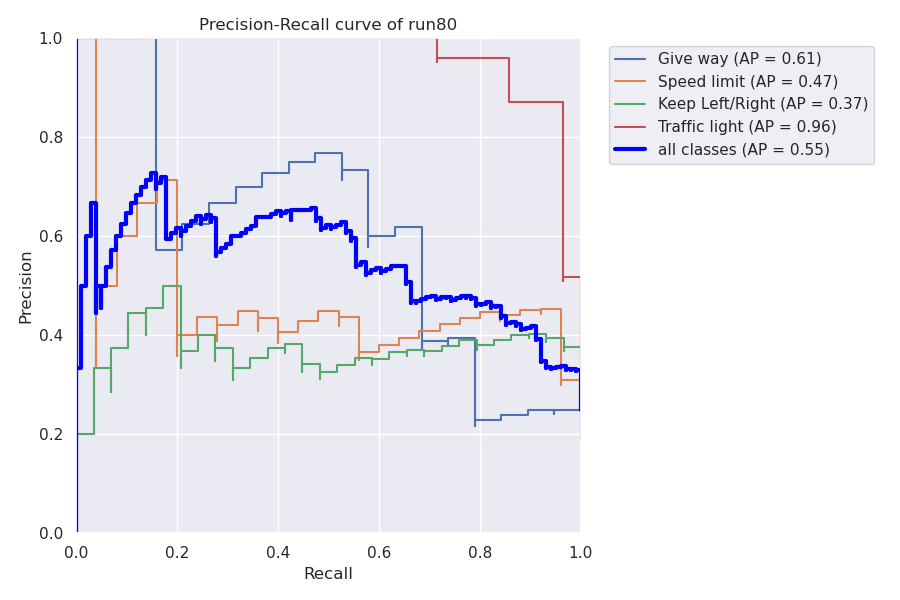 Precision-Recall curve of run80
1.0
0.8
0.6
0.4
0.2
0.0
Precision
0.0 0.2 0.4 0.6 0.8 1.0
Recall
Give way (AP = 0.61)
Speed limit (AP = 0.47)
Keep Left/Right (AP = 0.37)
Traffic light (AP = 0.96)
all classes (AP = 0.55)